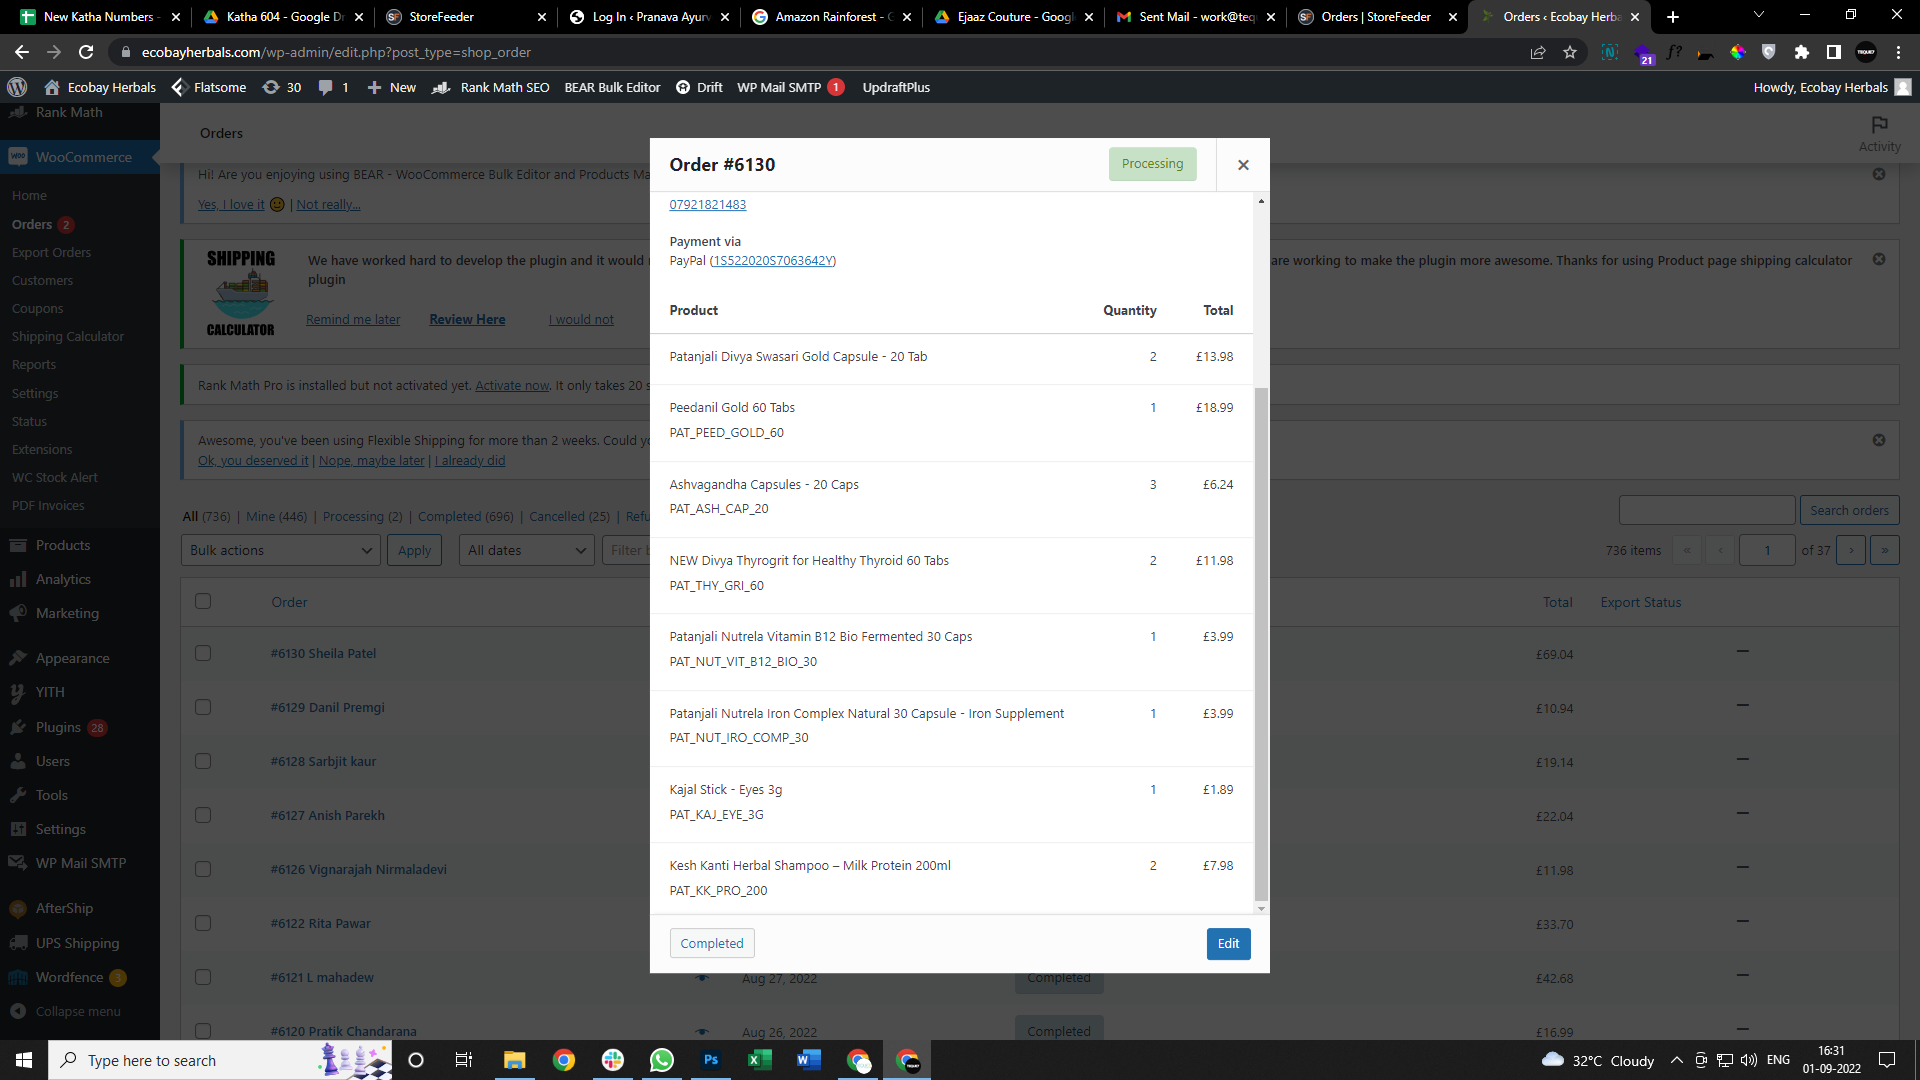 New Katha Numbers -
Katha 604 - Google Dr
StoreFeeder
Log In ‹ Pranava Ayurv
Amazon Rainforest - G
Ejaaz Couture - Googl
Sent Mail - work@teq
Orders | StoreFeeder
Orders ‹ Ecobay Herba
ecobayherbals.com/wp-admin/edit.php?post_type=shop_order
21
Ecobay Herbals
Flatsome
30
1
New
Rank Math SEO
BEAR Bulk Editor
Drift
WP Mail SMTP 1
UpdraftPlus
Howdy, Ecobay Herbals
Rank Math
WooCommerce
Home
Orders 2
Export Orders
Customers
Coupons
Shipping Calculator
Reports
Settings
Status
Extensions
WC Stock Alert
PDF Invoices
Products
Analytics
Marketing
Appearance
YITH
Plugins 28
Users
Tools
Settings
WP Mail SMTP
AfterShip
UPS Shipping
Wordfence 3
Collapse menu
Orders
Activity
Hi! Are you enjoying using BEAR - WooCommerce Bulk Editor and Products Ma
Yes, I love it | Not really...
SHIPPING
CALCULATOR
We have worked hard to develop the plugin and it would
are working to make the plugin more awesome. Thanks for using Product page shipping calculator
plugin
Remind me later
Review Here
I would not
Rank Math Pro is installed but not activated yet. Activate now. It only takes 20 s
Awesome, you've been using Flexible Shipping for more than 2 weeks. Could yo
Ok, you deserved it | Nope, maybe later | I already did
All (736) | Mine (446) | Processing (2) | Completed (696) | Cancelled (25) | Refu
Search orders
Bulk actions
Apply
All dates
Filter b
736 items
«
‹
1
of 37
›
»
Order
Total
Export Status
#6130 Sheila Patel
£69.04
–
#6129 Danil Premgi
£10.94
–
#6128 Sarbjit kaur
£19.14
–
#6127 Anish Parekh
£22.04
–
#6126 Vignarajah Nirmaladevi
£11.98
–
#6122 Rita Pawar
£33.70
–
#6121 L mahadew
Aug 27, 2022
Completed
£42.68
–
#6120 Pratik Chandarana
Aug 26, 2022
Completed
£16.99
–
Order #6130
Processing
07921821483
Payment via
PayPal (1S522020S7063642Y)
Product Quantity Total
Patanjali Divya Swasari Gold Capsule - 20 Tab 2 £13.98
Peedanil Gold 60 Tabs 1 £18.99
PAT_PEED_GOLD_60
Ashvagandha Capsules - 20 Caps 3 £6.24
PAT_ASH_CAP_20
NEW Divya Thyrogrit for Healthy Thyroid 60 Tabs 2 £11.98
PAT_THY_GRI_60
Patanjali Nutrela Vitamin B12 Bio Fermented 30 Caps 1 £3.99
PAT_NUT_VIT_B12_BIO_30
Patanjali Nutrela Iron Complex Natural 30 Capsule - Iron Supplement 1 £3.99
PAT_NUT_IRO_COMP_30
Kajal Stick - Eyes 3g 1 £1.89
PAT_KAJ_EYE_3G
Kesh Kanti Herbal Shampoo – Milk Protein 200ml 2 £7.98
PAT_KK_PRO_200
Completed
Edit
Type here to search
32°C Cloudy
ENG
16:31
01-09-2022